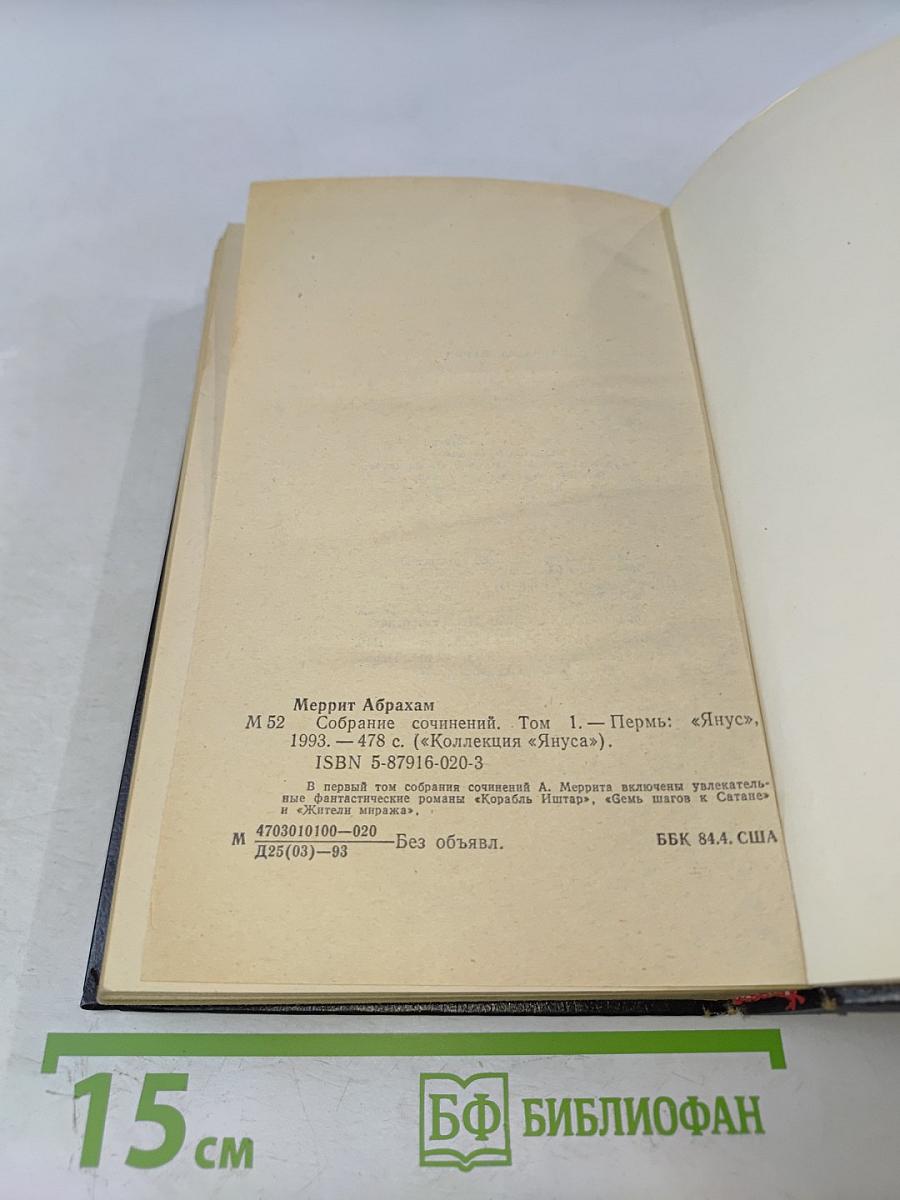 Меррит Абрахам
М 52 Собрание сочинений. Том 1. — Пермь: «Янус»,
1993. — 478 с. («Коллекция «Януса»).
ISBN 5-87916-020-3
В первый том собрания сочинений А. Меррита включены увлекатель-
ные фантастические романы «Корабль Иштар», «Gемь шагов к Сатане»
и «Жители миража»,
М 4703010100—020 Без объявл. ББК 84.4. США
Д25(03)—93
15 см БФ БИБЛИОФАН